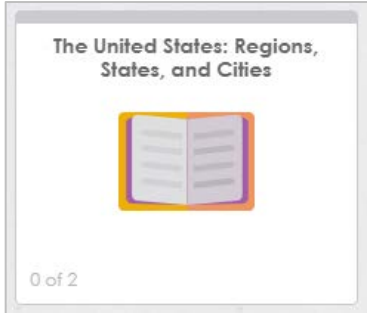 The United States: Regions,
States, and Cities
0 of 2